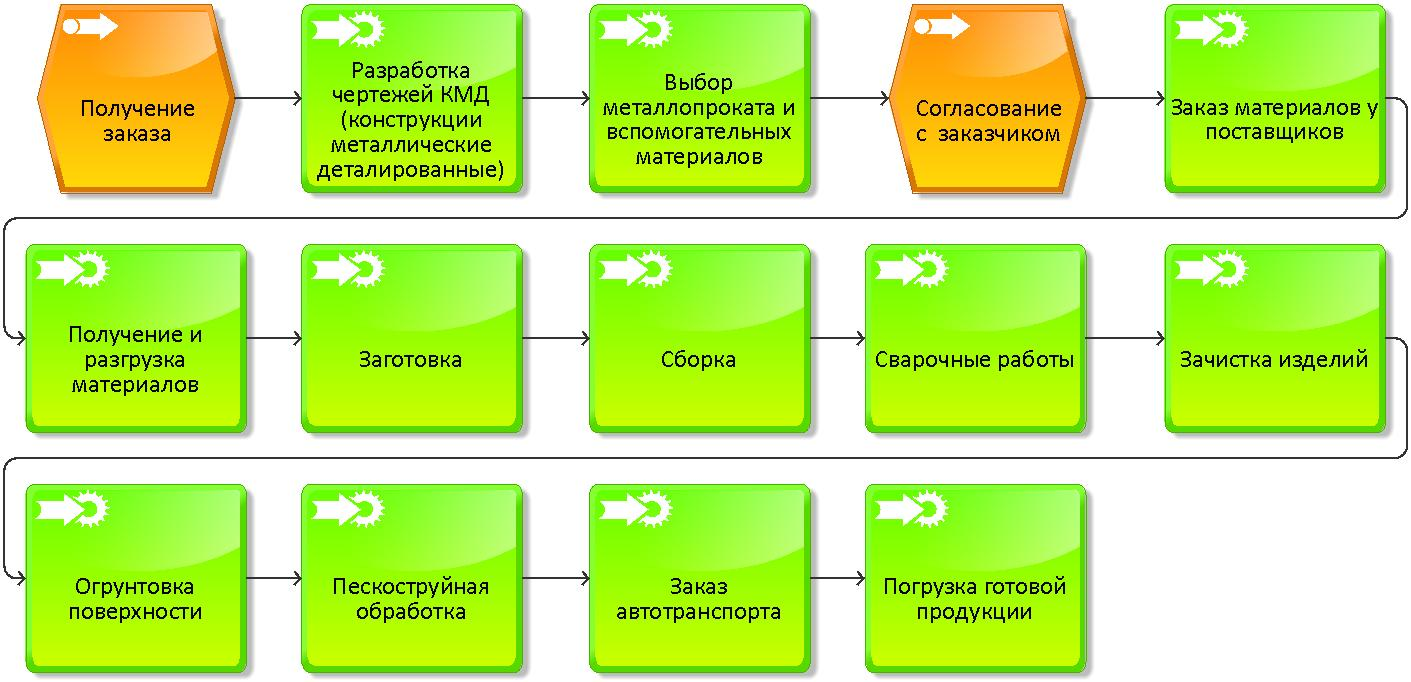 Получение
заказа
Разработка
чертежей КМД
(конструкции
металлические
деталированные)
Выбор
металлопроката и
вспомогательных
материалов
Согласование
с заказчиком
Заказ материалов у
поставщиков
Получение и
разгрузка
материалов
Заготовка
Сборка
Сварочные работы
Зачистка изделий
Огрунтовка
поверхности
Пескоструйная
обработка
Заказ
автотранспорта
Погрузка готовой
продукции